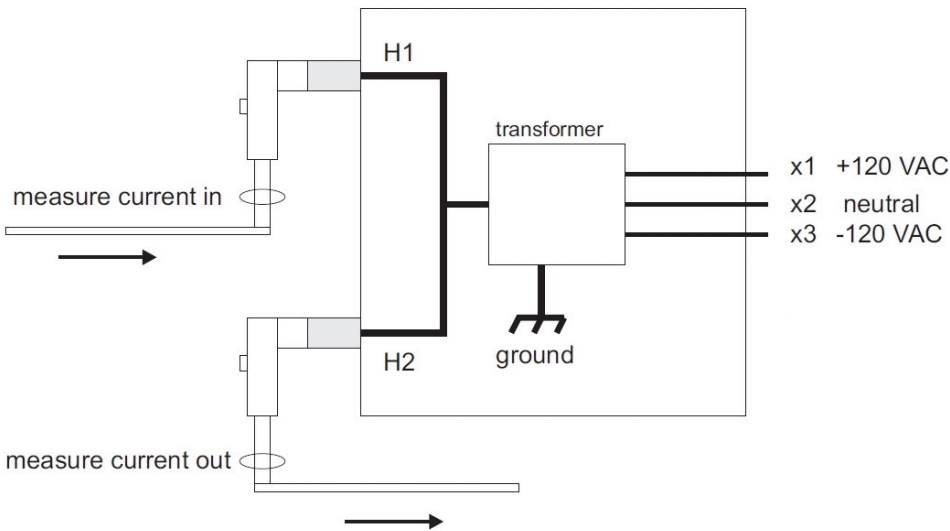 H1
transformer
x1 +120 VAC
measure current in
x2 neutral
x3 -120 VAC
ground
H2
measure current out